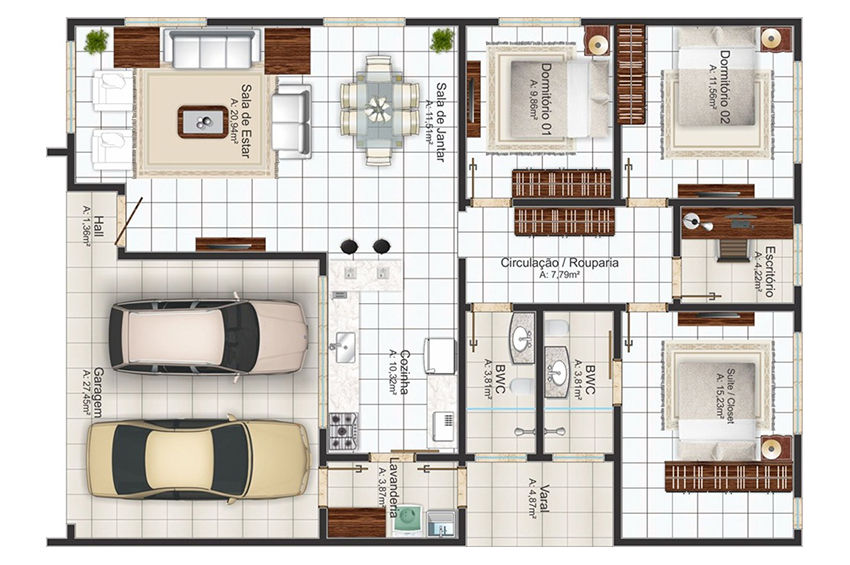 Sala de Estar
A: 20,94m²
Sala de Jantar
A: 11,51m²
Dormitório 01
A: 9,86m²
Dormitório 02
A: 11,56m²
Hall
A: 1,36m²
Circulação / Rouparia
A: 7,79m²
Escritório
A: 4,22m²
Garagem
A: 27,45m²
Cozinha
A: 10,32m²
BWC
A: 3,81m²
BWC
A: 3,81m²
Suíte / Closet
A: 15,23m²
Lavanderia
A: 3,87m²
Varal
A: 4,87m²